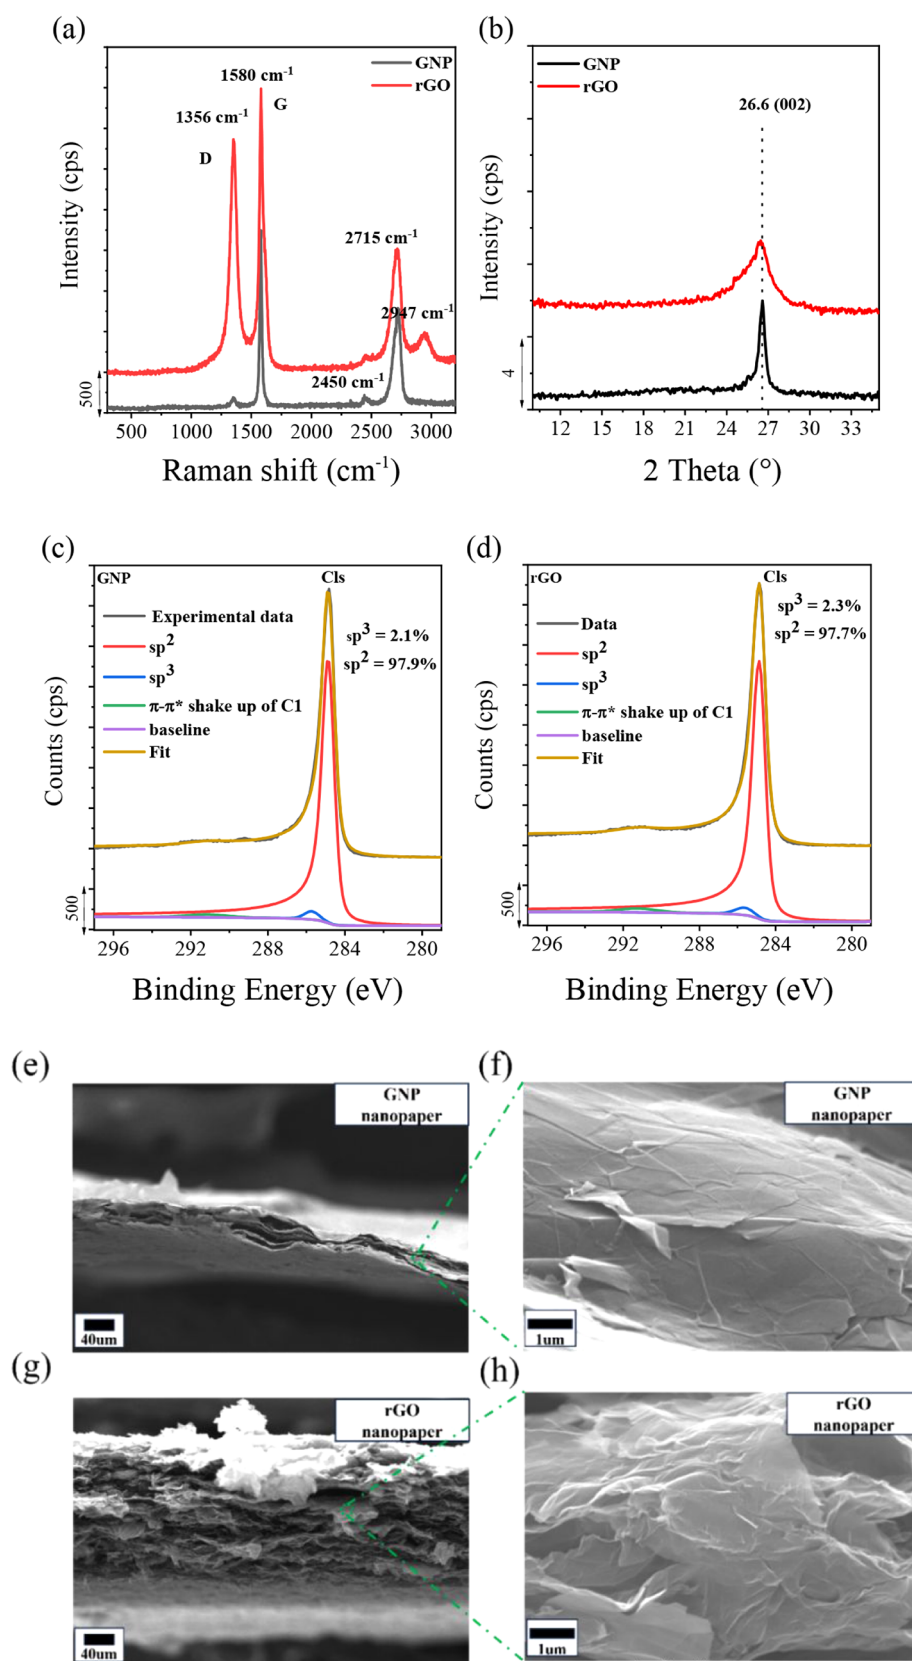 (a)
GNP
rGO
1580 cm-1
G
1356 cm-1
D
2715 cm-1
2947 cm-1
2450 cm-1
Intensity (cps)
500
500 1000 1500 2000 2500 3000
Raman shift (cm-1)
(b)
GNP
rGO
26.6 (002)
Intensity (cps)
4
12 15 18 21 24 27 30 33
2 Theta (°)
(c)
GNP
Cls
Experimental data
sp2
sp3
π-π* shake up of C1
baseline
Fit
sp3 = 2.1%
sp2 = 97.9%
Counts (cps)
500
296 292 288 284 280
Binding Energy (eV)
(d)
rGO
Cls
sp3 = 2.3%
sp2 = 97.7%
Data
sp2
sp3
π-π* shake up of C1
baseline
Fit
Counts (cps)
500
296 292 288 284 280
Binding Energy (eV)
(e)
GNP
nanopaper
40um
(f)
GNP
nanopaper
1um
(g)
rGO
nanopaper
40um
(h)
rGO
nanopaper
1um